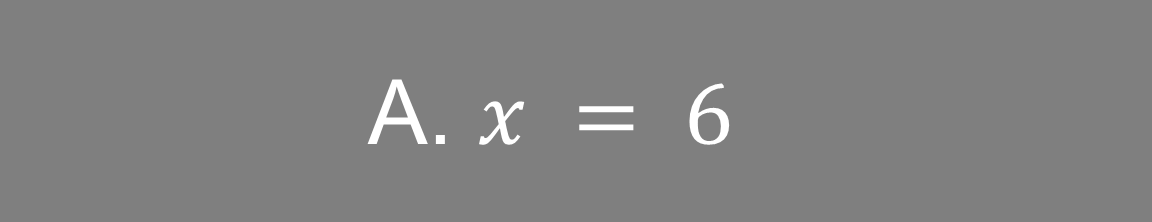 A. x = 6